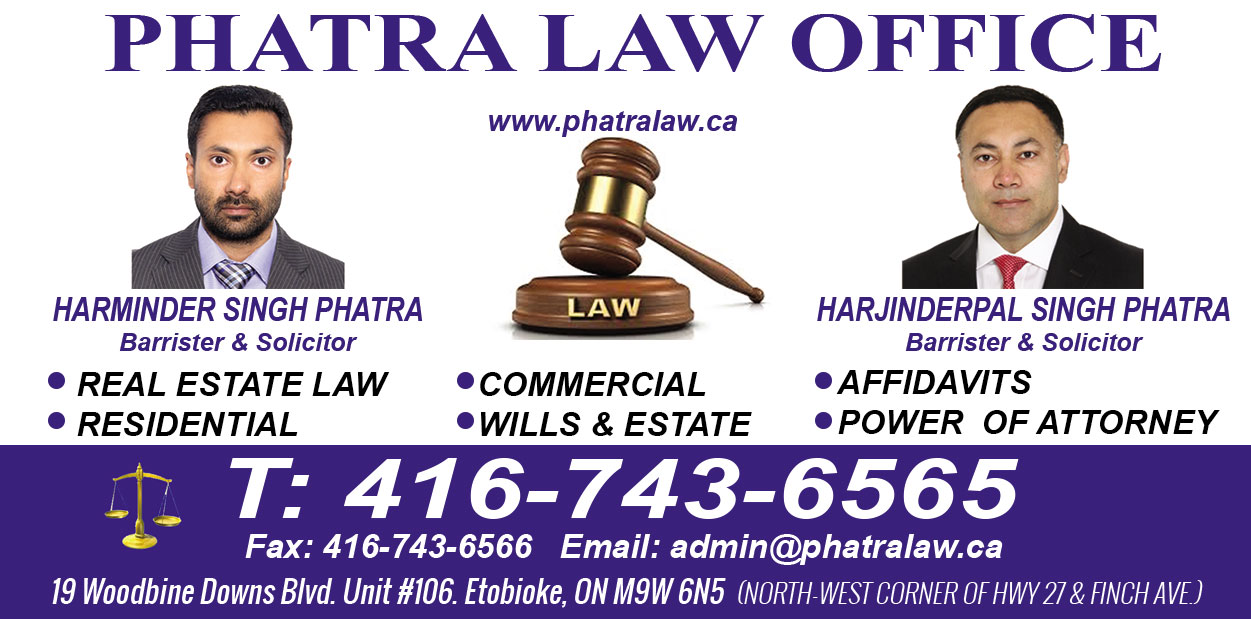 PHATRA LAW OFFICE
www.phatralaw.ca
LAW
HARMINDER SINGH PHATRA
Barrister & Solicitor
HARJINDERPAL SINGH PHATRA
Barrister & Solicitor
• REAL ESTATE LAW
• RESIDENTIAL
• COMMERCIAL
• WILLS & ESTATE
• AFFIDAVITS
• POWER OF ATTORNEY
T: 416-743-6565
Fax: 416-743-6566 Email: admin@phatralaw.ca
19 Woodbine Downs Blvd. Unit #106. Etobioke, ON M9W 6N5 (NORTH-WEST CORNER OF HWY 27 & FINCH AVE.)